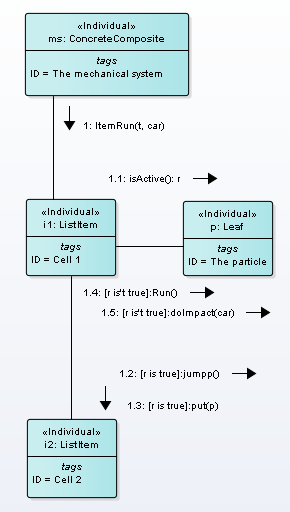 «Individual»
ms: ConcreteComposite
tags
ID = The mechanical system
1: ItemRun(t, car)
1.1: isActive(): r
«Individual»
i1: ListItem
tags
ID = Cell 1
«Individual»
p: Leaf
tags
ID = The particle
1.4: [r is't true]:Run()
1.5: [r is't true]:doImpact(car)
1.2: [r is true]:jumpp()
1.3: [r is true]:put(p)
«Individual»
i2: ListItem
tags
ID = Cell 2